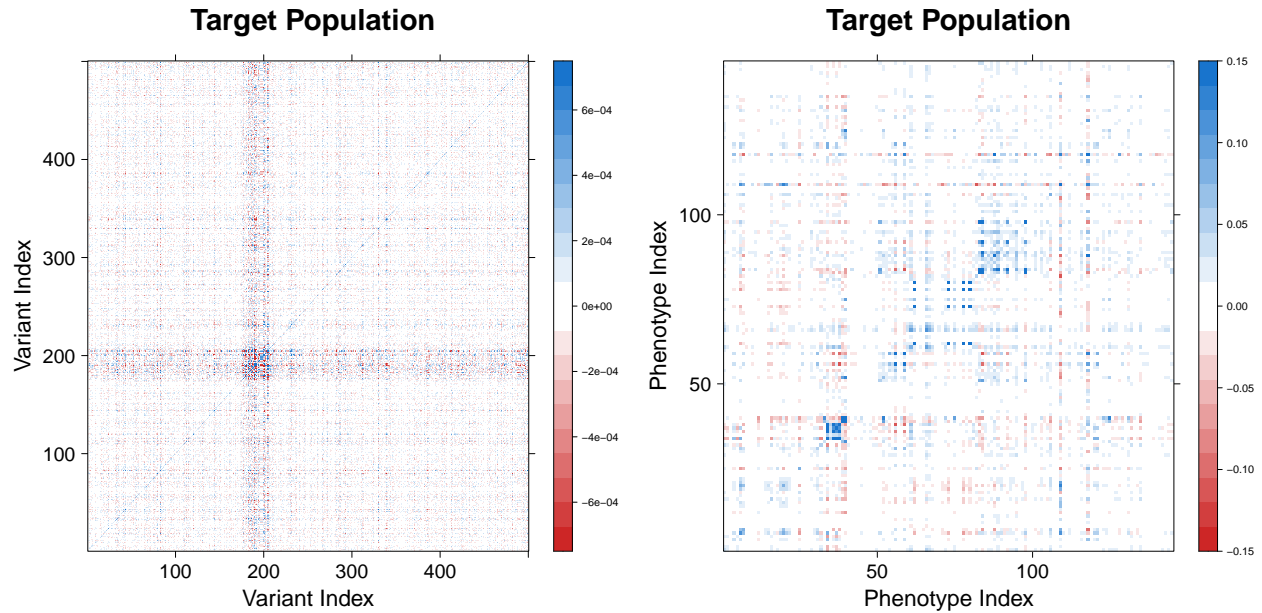 Target Population
Variant Index
400
300
200
100
100 200 300 400
Variant Index
6e−04
4e−04
2e−04
0e+00
−2e−04
−4e−04
−6e−04
Target Population
Phenotype Index
100
50
50 100
Phenotype Index
0.15
0.10
0.05
0.00
−0.05
−0.10
−0.15